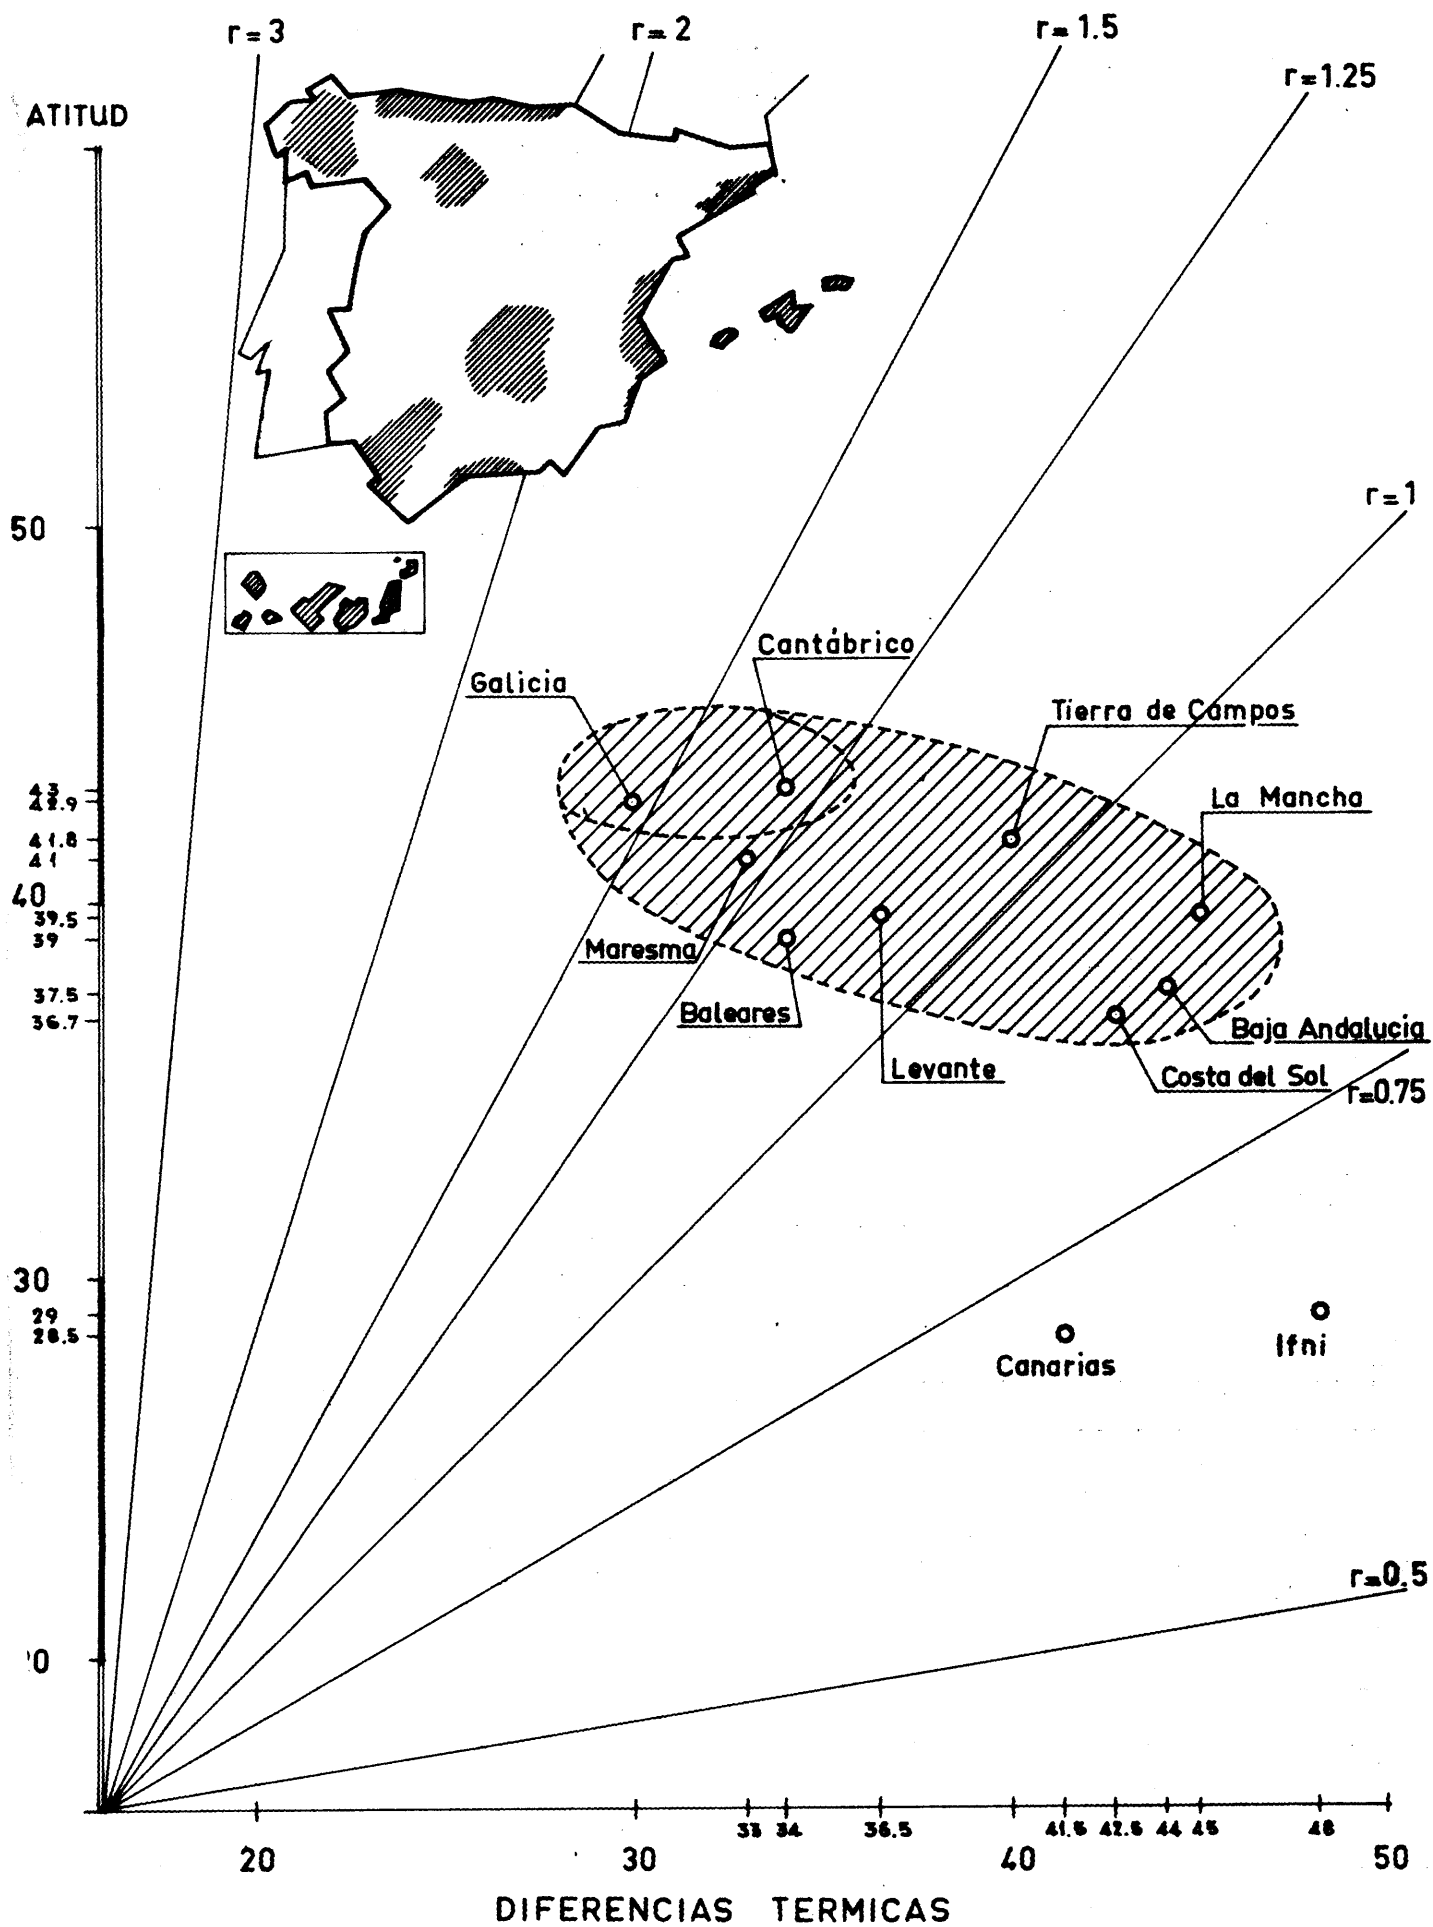 r=3
r=2
r=1.5
r=1.25
ATITUD
r=1
50
Cantábrico
Galicia
Tierra de Campos
La Mancha
43
42.9
41.8
41
40
39.5
39
37.5
36.7
Maresma
Baleares
Levante
Baja Andalucia
Costa del Sol
r=0.75
30
29
28.5
Ifni
Canarias
r=0.5
0
33 34 36.5 41.5 42.5 44 45 48
20 30 40 50
DIFERENCIAS TERMICAS